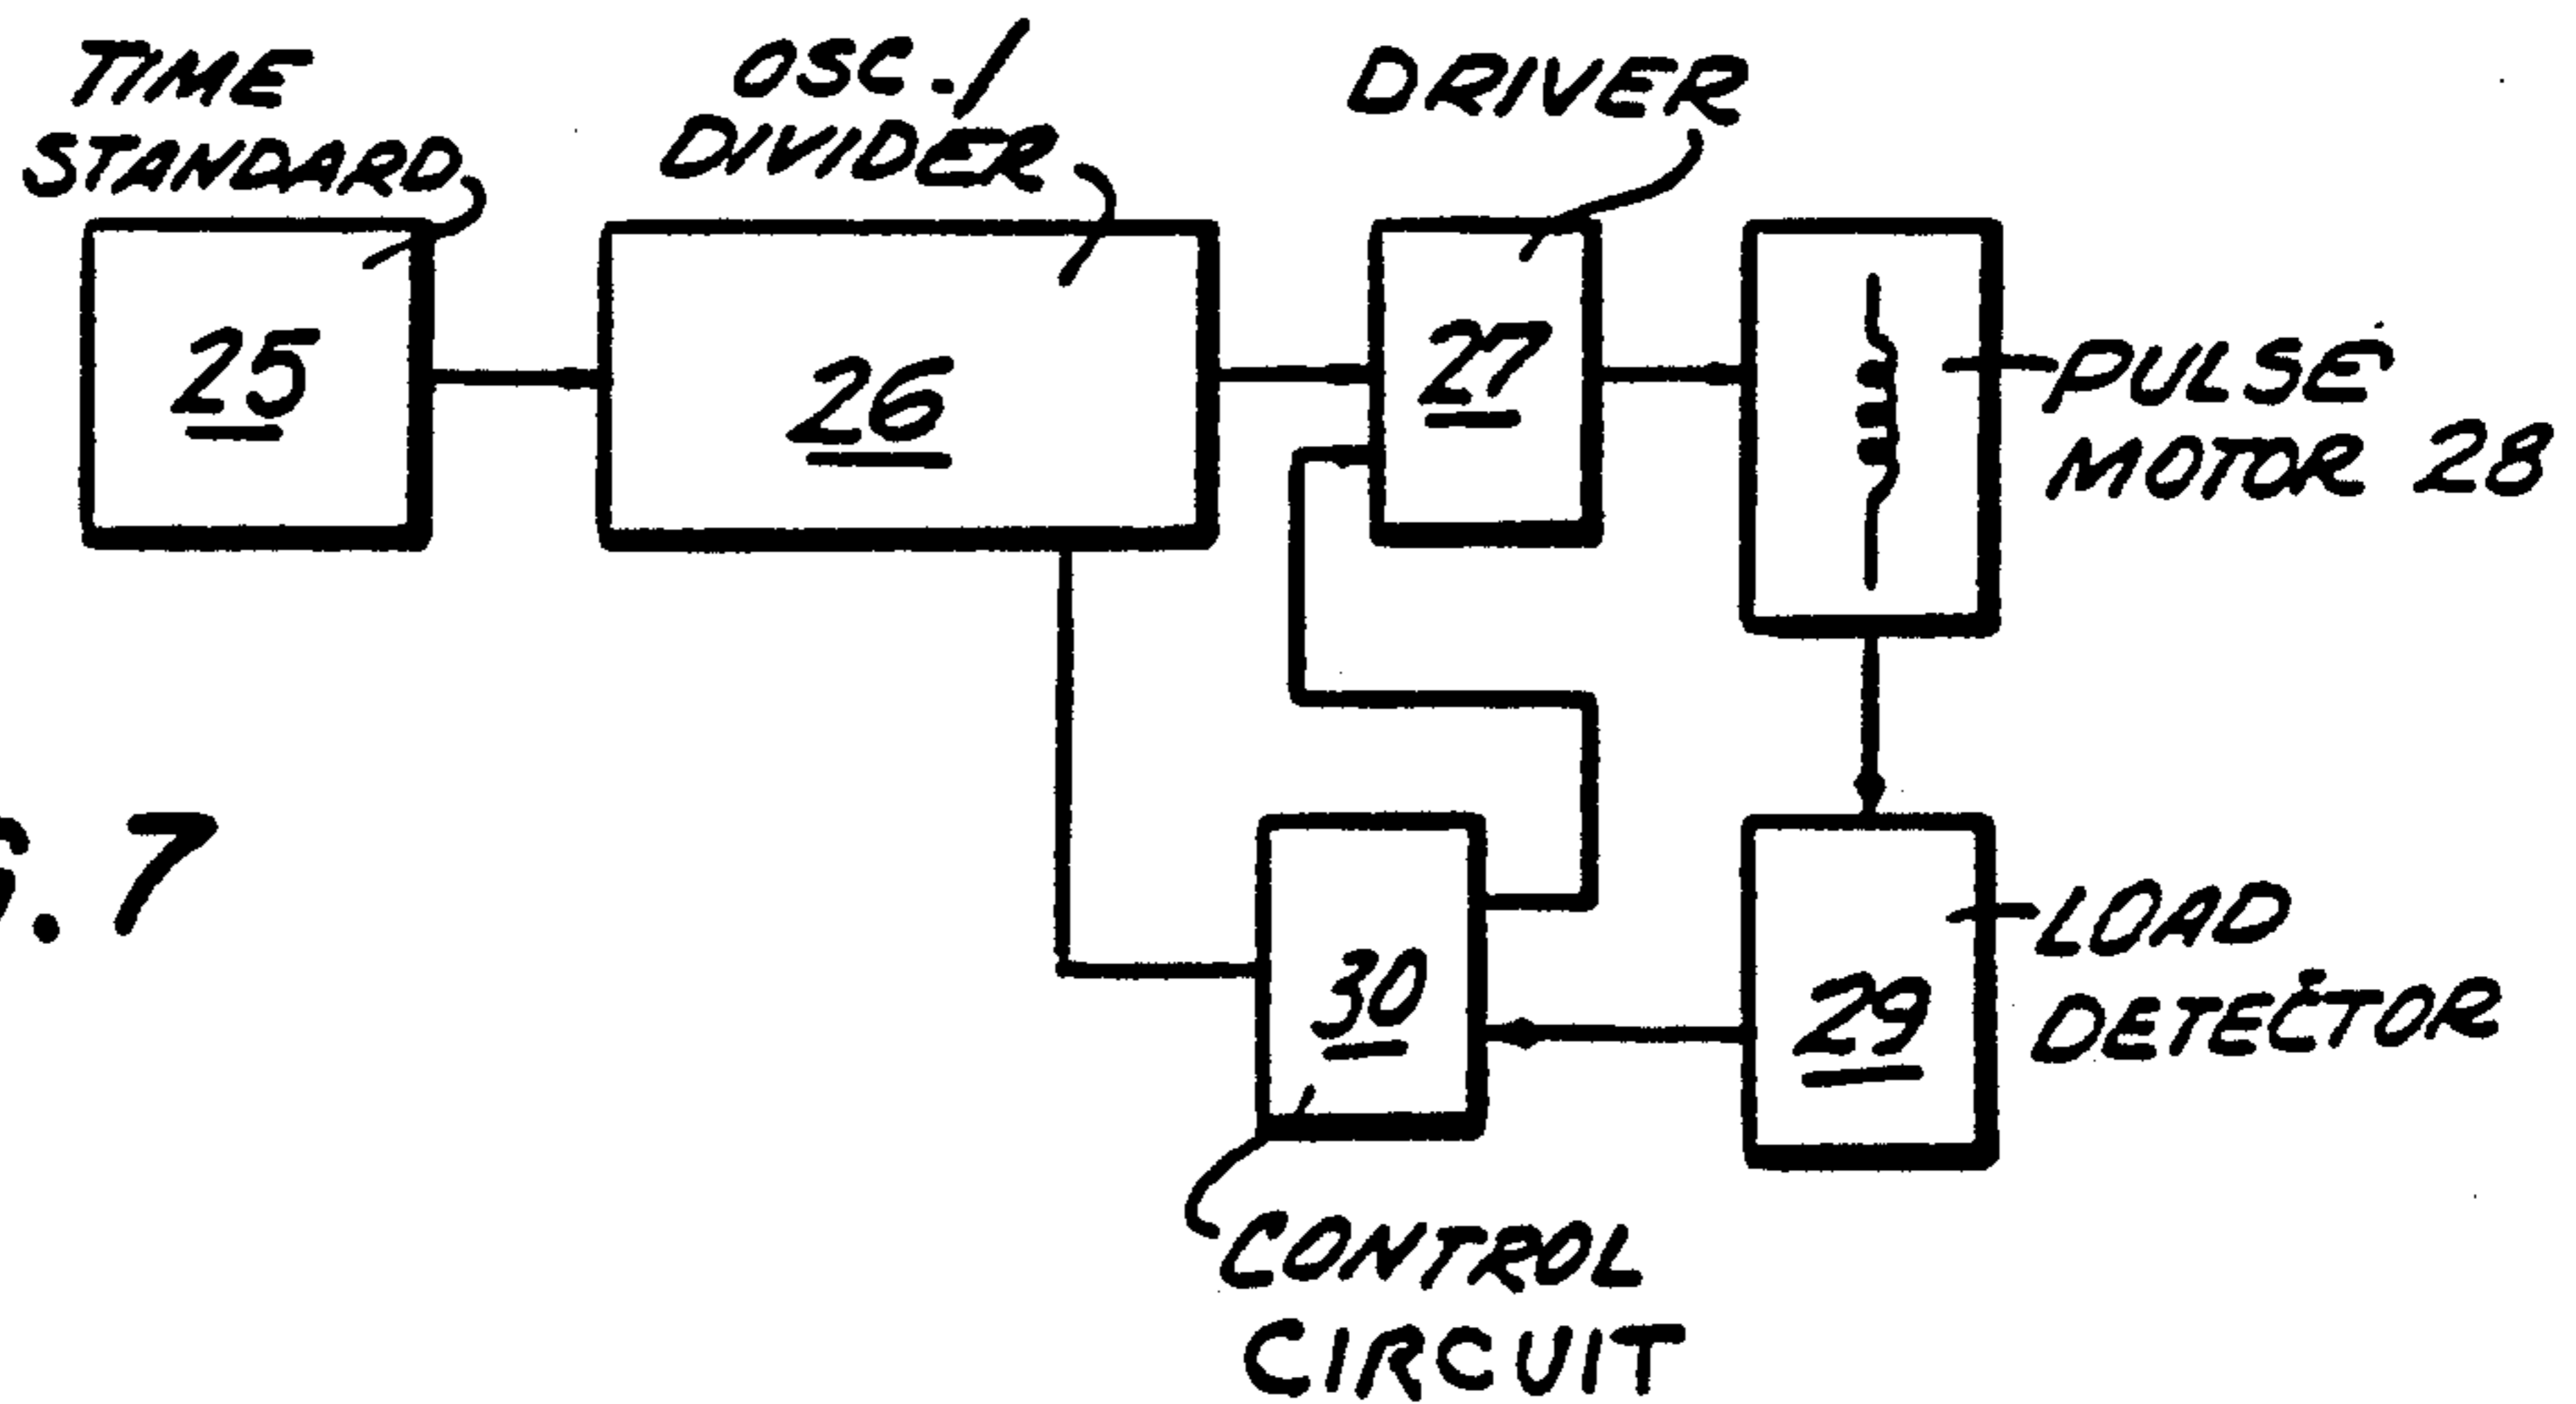 TIME
STANDARD
OSC./
DIVIDER
DRIVER
25
26
27
PULSE
MOTOR 28
. 7
30
29
LOAD
DETECTOR
CONTROL
CIRCUIT